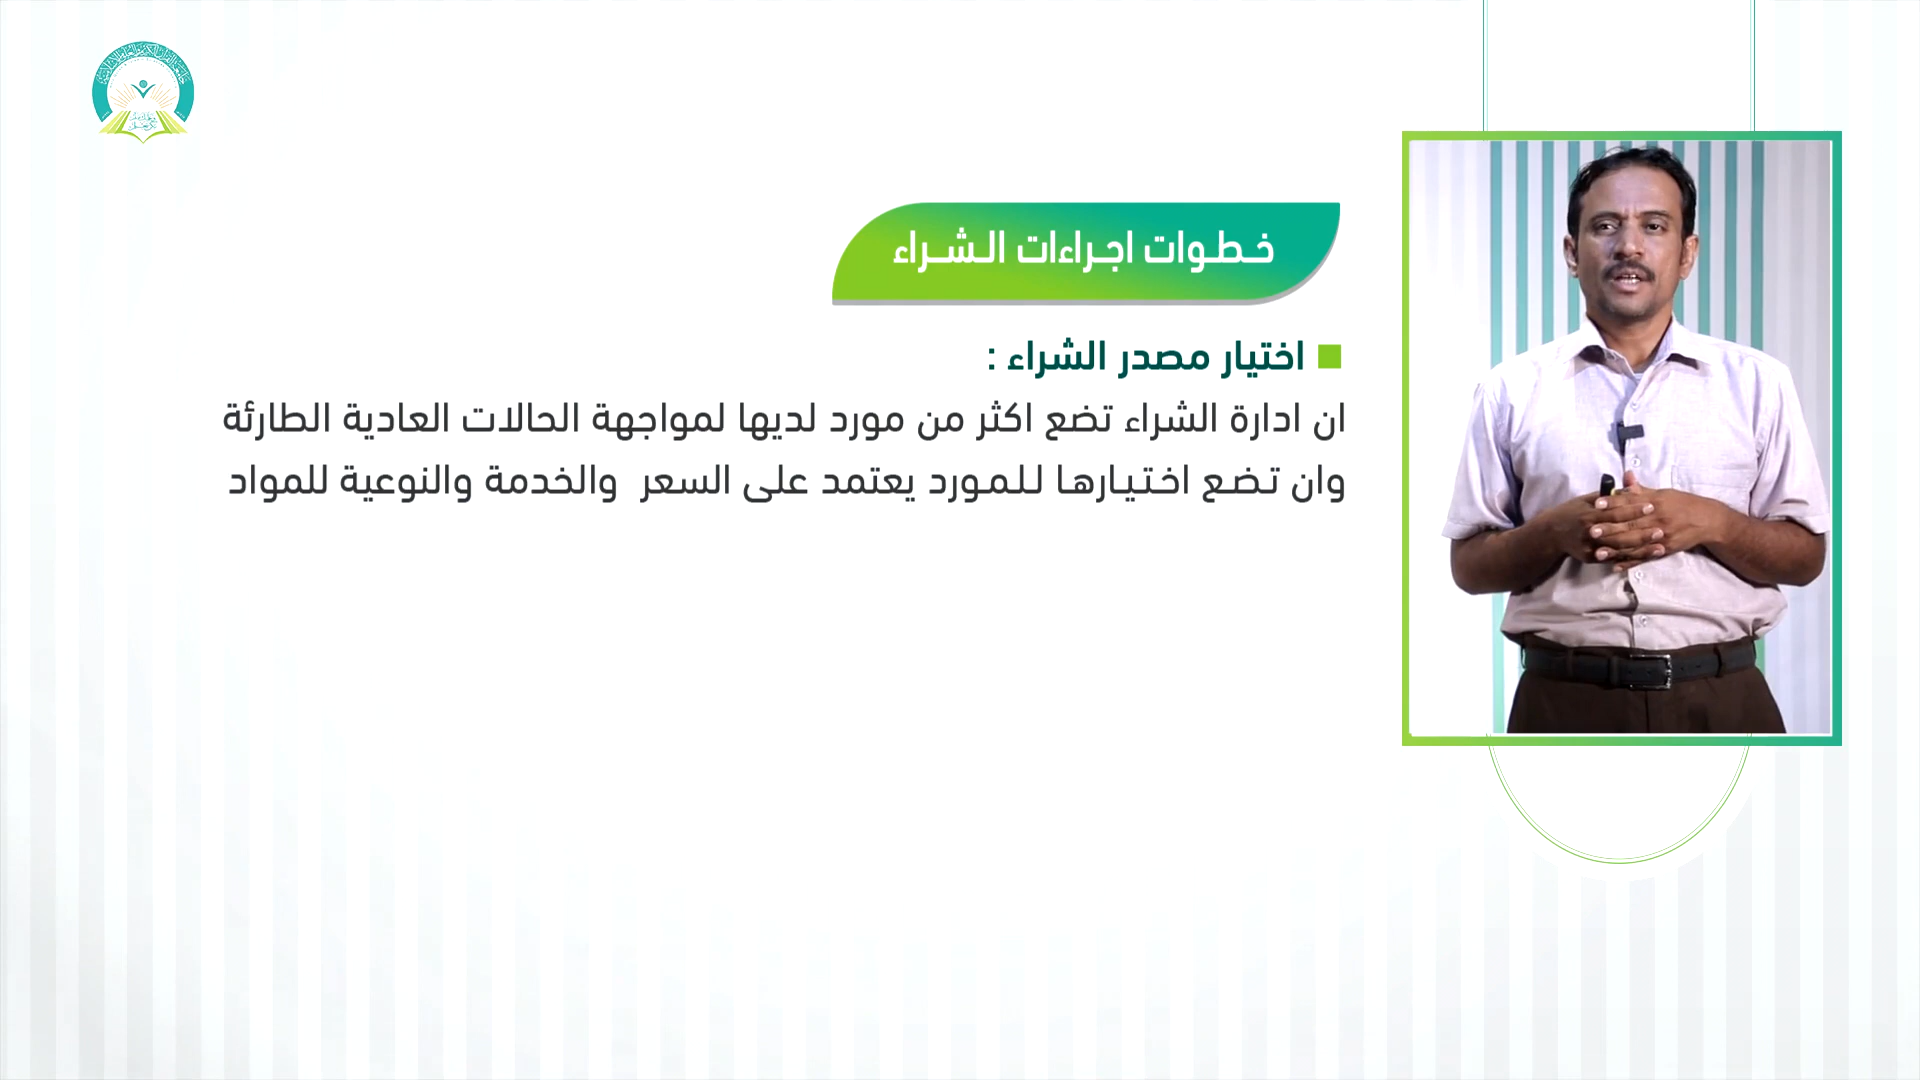 خطوات اجراءات الشراء
اختيار مصدر الشراء :
ان ادارة الشراء تضع اكثر من مورد لديها لمواجهة الحالات العادية الطارئة
وان تضع اختيارها للمورد يعتمد على السعر والخدمة والنوعية للمواد